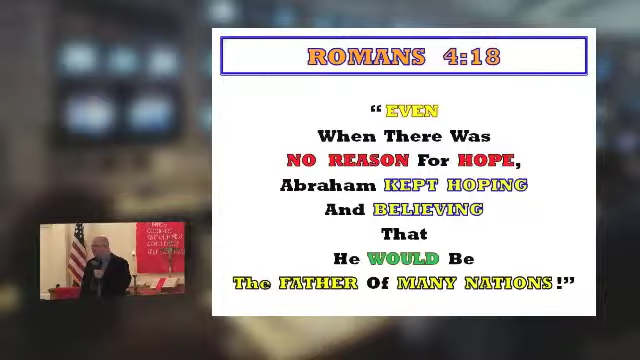 ROMANS 4:18
“EVEN
When There Was
NO REASON For HOPE,
Abraham KEPT HOPING
And BELIEVING
That
He WOULD Be
The FATHER Of MANY NATIONS!”